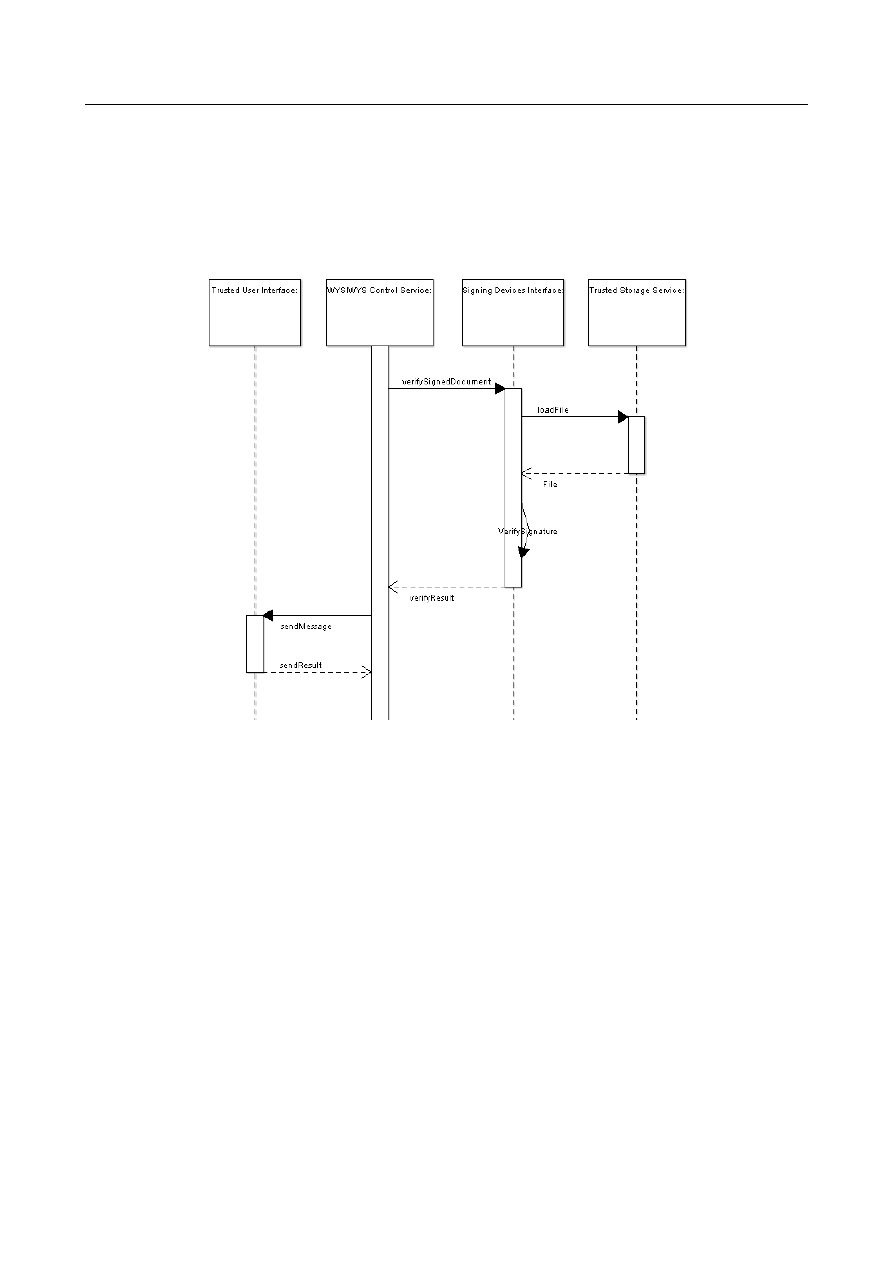 Trusted User Interface:
WYSIWYS Control Service:
Signing Devices Interface:
Trusted Storage Service:
verifySignedDocument
loadFile
File
VerifySignature
verifyResult
sendMessage
sendResult